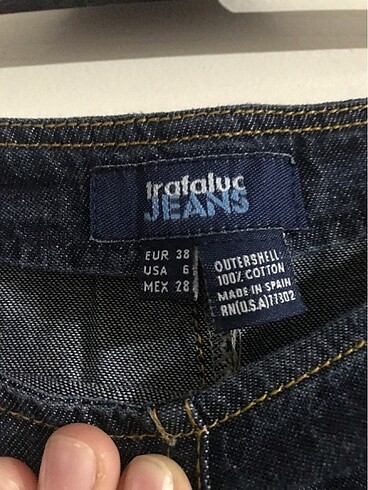 trafaluc
JEANS
EUR 38
USA 6
MEX 28
OUTERSHELL:
100% COTTON
MADE IN SPAIN
RN(U.S.A)77302